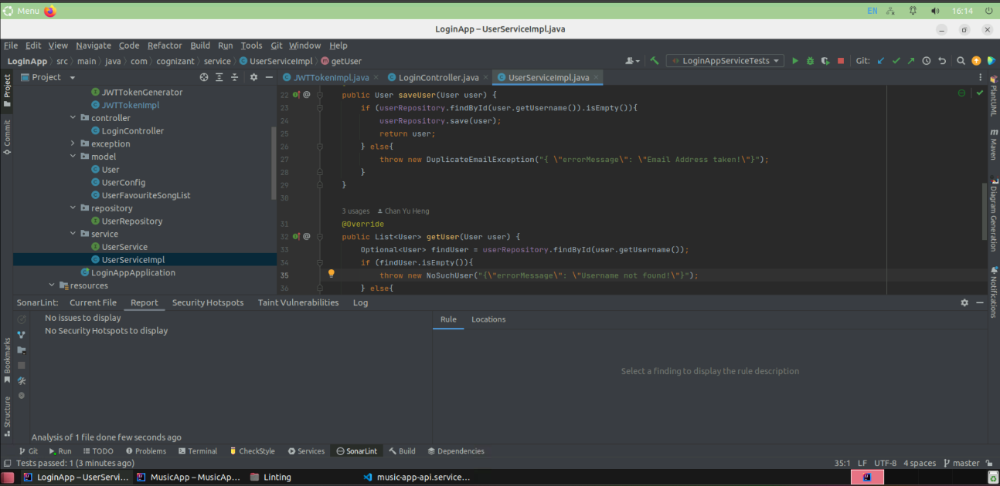 Menu EN 16:14
LoginApp – UserServiceImpl.java
File Edit View Navigate Code Refactor Build Run Tools Git Window Help
LoginApp src main java com cognizant service UserServiceImpl getUser LoginAppServiceTests Git:
Project JWTTokenImpl.java LoginController.java UserServiceImpl.java
JWTTokenGenerator
JWTTokenImpl
controller
LoginController
exception
model
User
UserConfig
UserFavouriteSongList
repository
UserRepository
service
UserService
UserServiceImpl
LoginAppApplication
resources
22 @ public User saveUser(User user) {
23 if (userRepository.findById(user.getUsername()).isEmpty()){
24 userRepository.save(user);
25 return user;
26 } else{
27 throw new DuplicateEmailException("{ \"errorMessage\": \"Email Address taken!\"}");
28 }
29 }
30
3 usages Chan Yu Heng
31 @Override
32 @ public List<User> getUser(User user) {
33 Optional<User> findUser = userRepository.findById(user.getUsername());
34 if (findUser.isEmpty()){
35 throw new NoSuchUser("{\"errorMessage\": \"Username not found!\"}");
36 } else{
Project
Commit
Bookmarks
Structure
PlantUML
m Maven
Diagram Generation
Notifications
SonarLint: Current File Report Security Hotspots Taint Vulnerabilities Log
No issues to display
No Security Hotspots to display
Rule Locations
Select a finding to display the rule description
Analysis of 1 file done few seconds ago
Git Run TODO Problems Terminal CheckStyle Services SonarLint Build Dependencies
Tests passed: 1 (3 minutes ago) 35:1 LF UTF-8 4 spaces master
LoginApp – UserServi... MusicApp – MusicAp... Linting music-app-api.service...